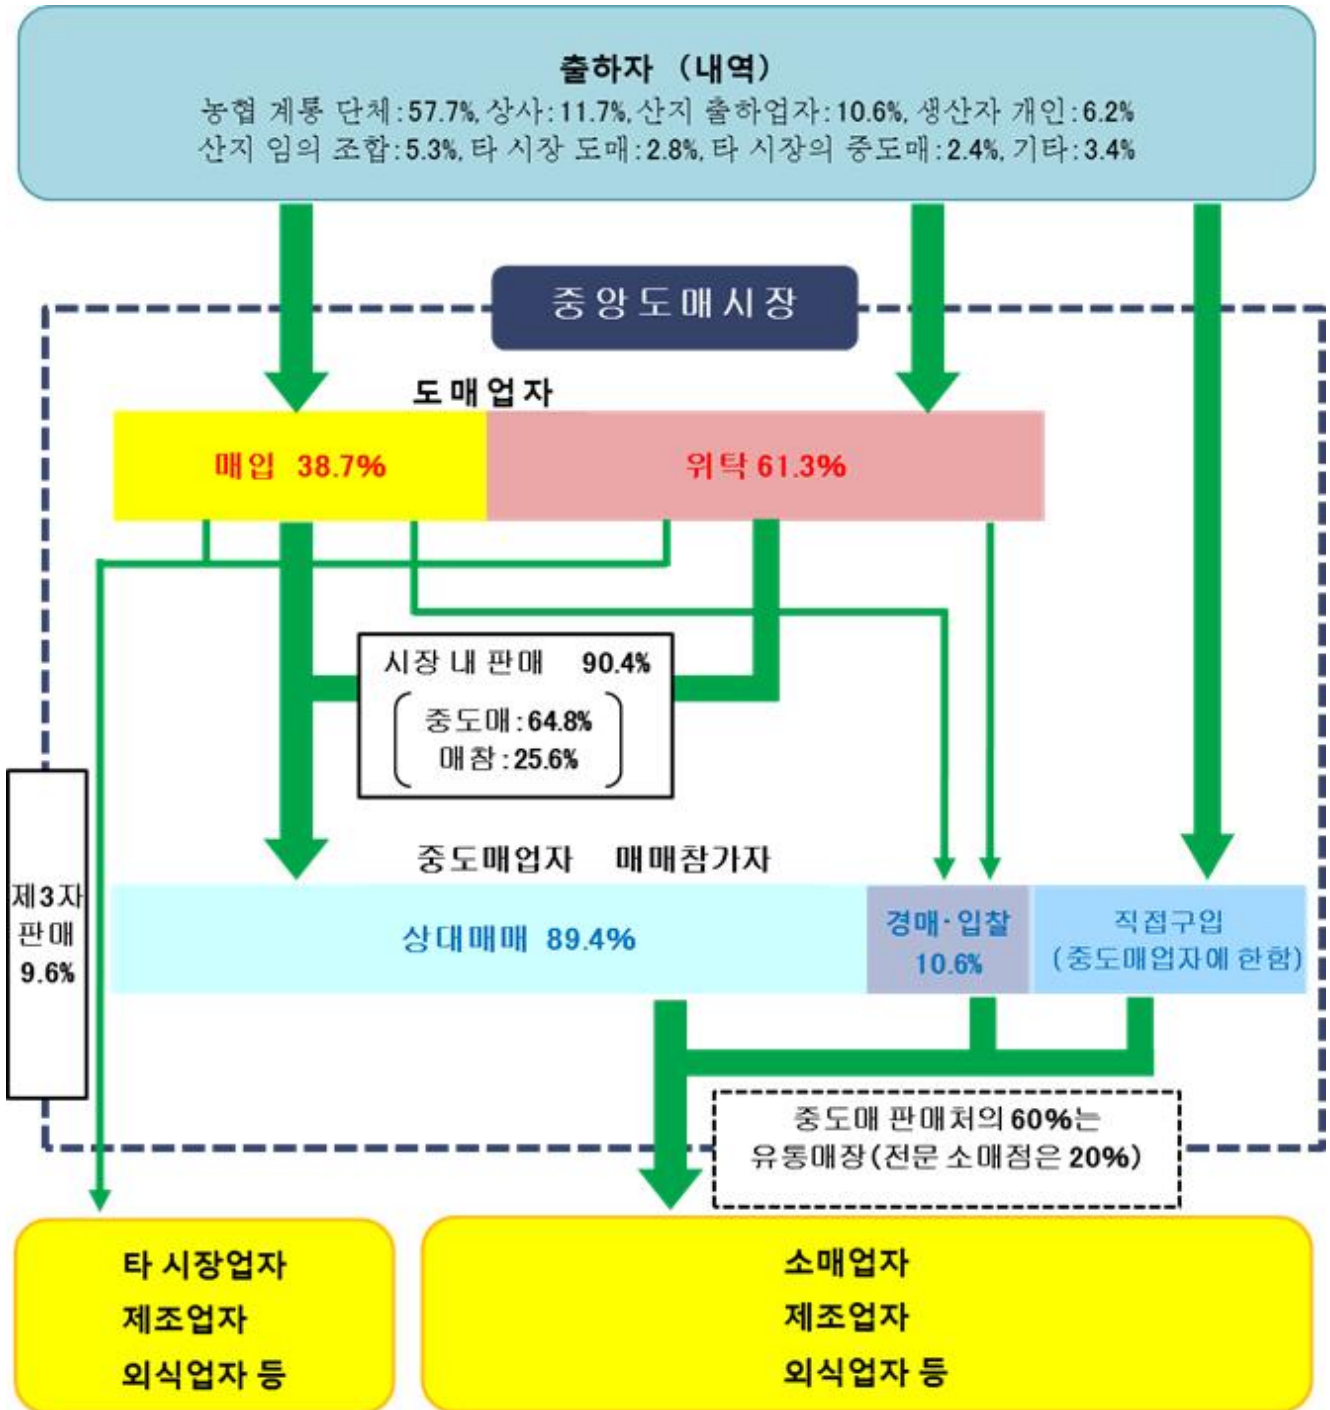 출하자 (내역)
농협 계통 단체:57.7%, 상사:11.7%, 산지 출하업자:10.6%, 생산자 개인:6.2%
산지 임의 조합:5.3%, 타 시장 도매:2.8%, 타 시장의 중도매:2.4%, 기타:3.4%
중앙도매시장
도매업자
매입 38.7%
위탁 61.3%
시장 내 판매 90.4%
중도매:64.8%
매참:25.6%
중도매업자 매매참가자
제3자
판매
9.6%
상대매매 89.4%
경매·입찰
10.6%
직접구입
(중도매업자에 한함)
중도매 판매처의 60%는
유통매장(전문 소매점은 20%)
타 시장업자
제조업자
외식업자 등
소매업자
제조업자
외식업자 등